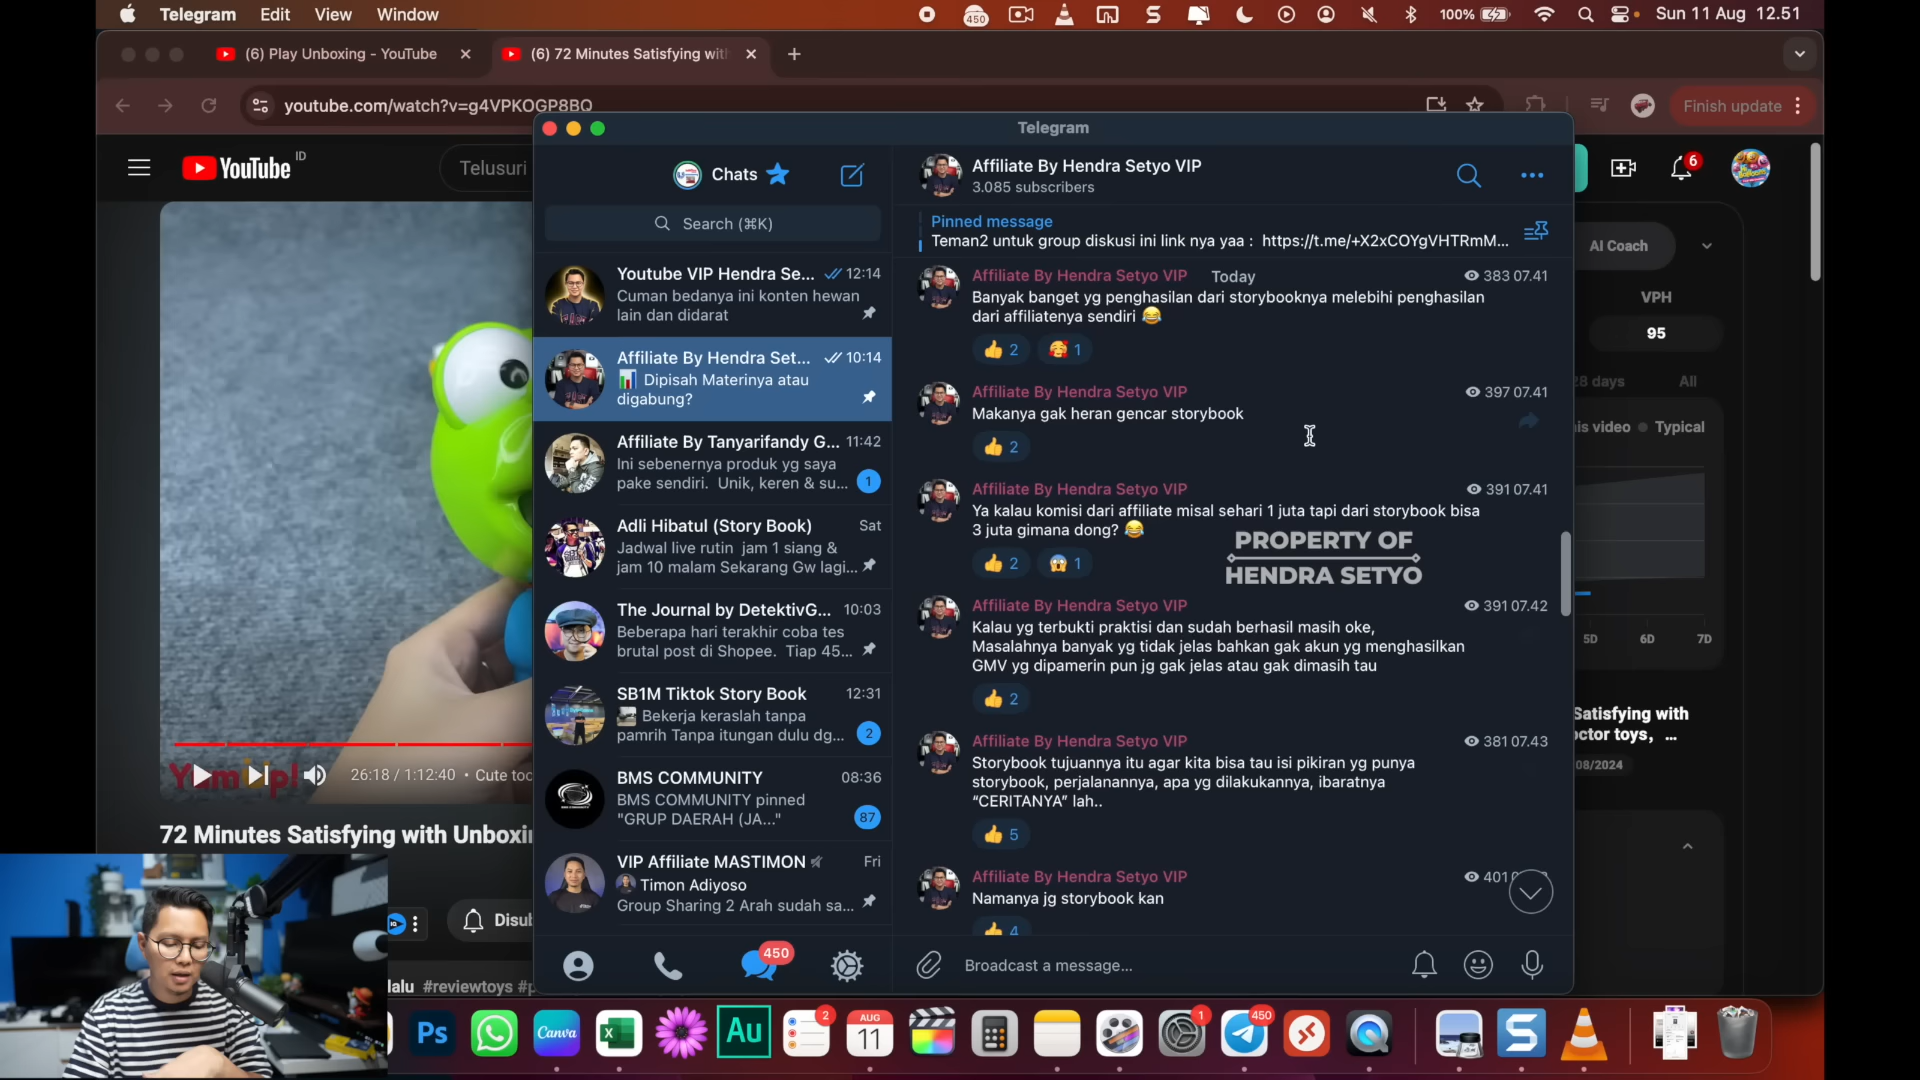 Telegram Edit View Window
450
100%
Sun 11 Aug 12.51
(6) Play Unboxing - YouTube
(6) 72 Minutes Satisfying with
youtube.com/watch?v=g4VPKOGP8BQ
Finish update
YouTube ID
Telusuri
6
AI Coach
VPH
95
28 days All
is video Typical
5D 6D 7D
Satisfying with
octor toys, ...
08/2024
26:18 / 1:12:40 • Cute too
72 Minutes Satisfying with Unboxin
Disub
lalu #reviewtoys #p
Telegram
Chats
Search (⌘K)
Youtube VIP Hendra Se... 12:14
Cuman bedanya ini konten hewan
lain dan didarat
Affiliate By Hendra Set... 10:14
📊 Dipisah Materinya atau
digabung?
Affiliate By Tanyarifandy G... 11:42
Ini sebenernya produk yg saya
pake sendiri. Unik, keren & su... 1
Adli Hibatul (Story Book) Sat
Jadwal live rutin jam 1 siang &
jam 10 malam Sekarang Gw lagi...
The Journal by DetektivG... 10:03
Beberapa hari terakhir coba tes
brutal post di Shopee. Tiap 45...
SB1M Tiktok Story Book 12:31
Bekerja keraslah tanpa
pamrih Tanpa itungan dulu dg... 2
BMS COMMUNITY 08:36
BMS COMMUNITY pinned
"GRUP DAERAH (JA..." 87
VIP Affiliate MASTIMON Fri
Timon Adiyoso
Group Sharing 2 Arah sudah sa...
450
Affiliate By Hendra Setyo VIP
3.085 subscribers
Pinned message
Teman2 untuk group diskusi ini link nya yaa : https://t.me/+X2xCOYgVHTRmM...
Affiliate By Hendra Setyo VIP Today 383 07.41
Banyak banget yg penghasilan dari storybooknya melebihi penghasilan
dari affiliatenya sendiri 😂
👍 2 🥰 1
Affiliate By Hendra Setyo VIP 397 07.41
Makanya gak heran gencar storybook
👍 2
Affiliate By Hendra Setyo VIP 391 07.41
Ya kalau komisi dari affiliate misal sehari 1 juta tapi dari storybook bisa
3 juta gimana dong? 😂
👍 2 😱 1
PROPERTY OF
HENDRA SETYO
Affiliate By Hendra Setyo VIP 391 07.42
Kalau yg terbukti praktisi dan sudah berhasil masih oke,
Masalahnya banyak yg tidak jelas bahkan gak akun yg menghasilkan
GMV yg dipamerin pun jg gak jelas atau gak dimasih tau
👍 2
Affiliate By Hendra Setyo VIP 381 07.43
Storybook tujuannya itu agar kita bisa tau isi pikiran yg punya
storybook, perjalanannya, apa yg dilakukannya, ibaratnya
“CERITANYA” lah..
👍 5
Affiliate By Hendra Setyo VIP 401
Namanya jg storybook kan
👍 4
Broadcast a message...
Ps
Canva
Au
2
AUG
11
1
450